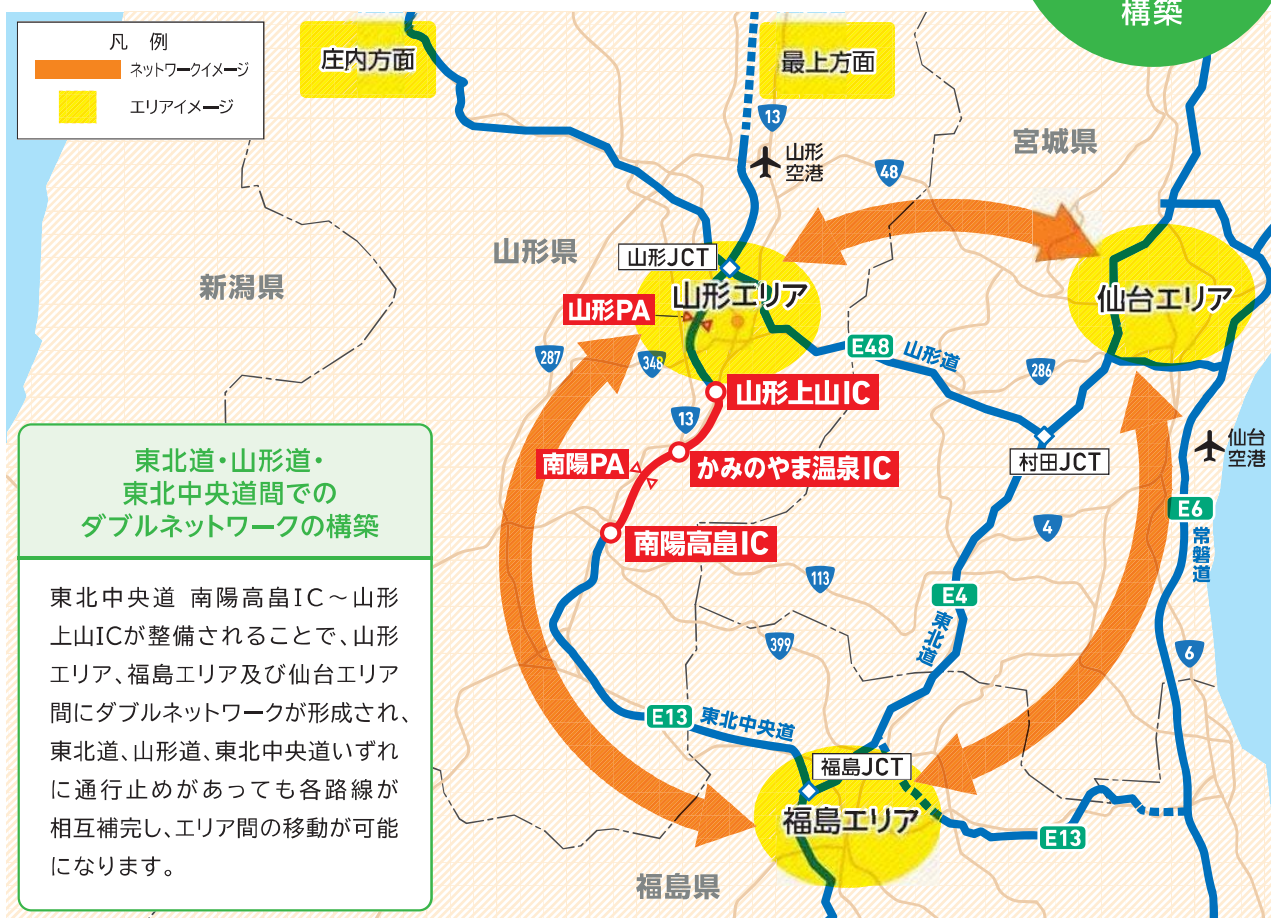 構築
凡 例
ネットワークイメージ
エリアイメージ
庄内方面
最上方面
13
山形
空港
48
宮城県
山形県
新潟県
山形JCT
山形エリア
仙台エリア
山形PA
287
348
E48
山形道
286
山形上山IC
13
南陽PA
かみのやま温泉IC
村田JCT
仙台
空港
E6
常磐道
南陽高畠IC
4
113
E4
東北道
399
6
E13
東北中央道
福島JCT
福島エリア
E13
福島県
東北道・山形道・
東北中央道間での
ダブルネットワークの構築
東北中央道 南陽高畠IC～山形
上山ICが整備されることで、山形
エリア、福島エリア及び仙台エリア
間にダブルネットワークが形成され、
東北道、山形道、東北中央道いずれ
に通行止めがあっても各路線が
相互補完し、エリア間の移動が可能
になります。